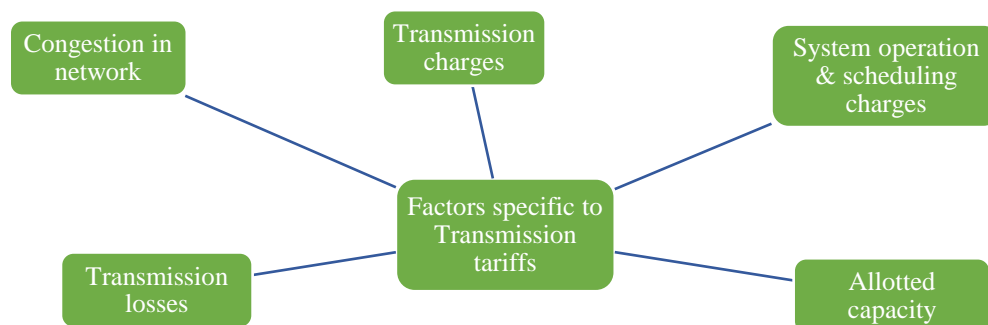 Congestion in
network
Transmission
charges
System operation
& scheduling
charges
Factors specific to
Transmission
tariffs
Transmission
losses
Allotted
capacity